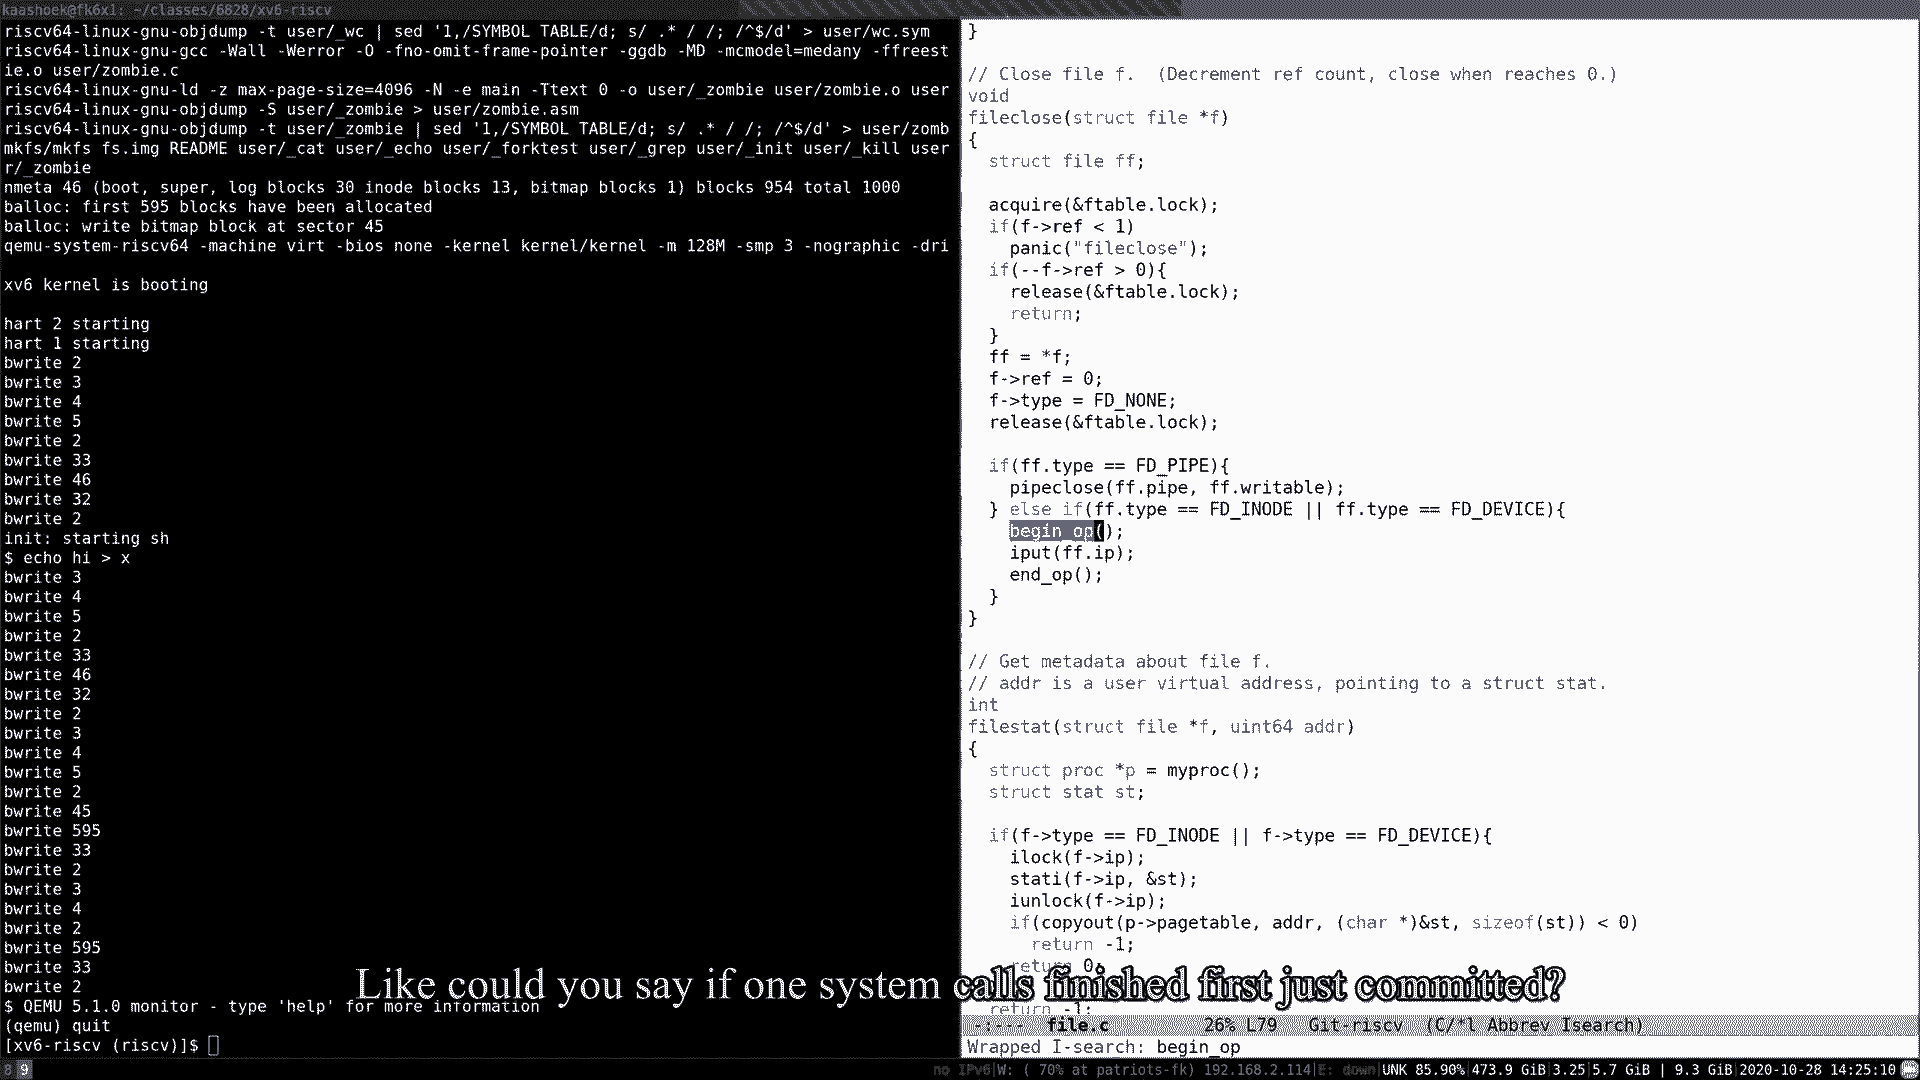 kaashoek@fk6x1: ~/classes/6828/xv6-riscv
riscv64-linux-gnu-objdump -t user/_wc | sed '1,/SYMBOL TABLE/d; s/ .* / /; /^$/d' > user/wc.sym
riscv64-linux-gnu-gcc -Wall -Werror -O -fno-omit-frame-pointer -ggdb -MD -mcmodel=medany -ffreest
ie.o user/zombie.c
riscv64-linux-gnu-ld -z max-page-size=4096 -N -e main -Ttext 0 -o user/_zombie user/zombie.o user
riscv64-linux-gnu-objdump -S user/_zombie > user/zombie.asm
riscv64-linux-gnu-objdump -t user/_zombie | sed '1,/SYMBOL TABLE/d; s/ .* / /; /^$/d' > user/zomb
mkfs/mkfs fs.img README user/_cat user/_echo user/_forktest user/_grep user/_init user/_kill user
r/_zombie
nmeta 46 (boot, super, log blocks 30 inode blocks 13, bitmap blocks 1) blocks 954 total 1000
balloc: first 595 blocks have been allocated
balloc: write bitmap block at sector 45
qemu-system-riscv64 -machine virt -bios none -kernel kernel/kernel -m 128M -smp 3 -nographic -dri
xv6 kernel is booting
hart 2 starting
hart 1 starting
bwrite 2
bwrite 3
bwrite 4
bwrite 5
bwrite 2
bwrite 33
bwrite 46
bwrite 32
bwrite 2
init: starting sh
$ echo hi > x
bwrite 3
bwrite 4
bwrite 5
bwrite 2
bwrite 33
bwrite 46
bwrite 32
bwrite 2
bwrite 3
bwrite 4
bwrite 5
bwrite 2
bwrite 45
bwrite 595
bwrite 33
bwrite 2
bwrite 3
bwrite 4
bwrite 2
bwrite 595
bwrite 33
bwrite 2
$ QEMU 5.1.0 monitor - type 'help' for more information
(qemu) quit
[xv6-riscv (riscv)]$
}
// Close file f.  (Decrement ref count, close when reaches 0.)
void
fileclose(struct file *f)
{
  struct file ff;
  acquire(&ftable.lock);
  if(f->ref < 1)
    panic("fileclose");
  if(--f->ref > 0){
    release(&ftable.lock);
    return;
  }
  ff = *f;
  f->ref = 0;
  f->type = FD_NONE;
  release(&ftable.lock);
  if(ff.type == FD_PIPE){
    pipeclose(ff.pipe, ff.writable);
  } else if(ff.type == FD_INODE || ff.type == FD_DEVICE){
    begin_op();
    iput(ff.ip);
    end_op();
  }
}
// Get metadata about file f.
// addr is a user virtual address, pointing to a struct stat.
int
filestat(struct file *f, uint64 addr)
{
  struct proc *p = myproc();
  struct stat st;
  if(f->type == FD_INODE || f->type == FD_DEVICE){
    ilock(f->ip);
    stati(f->ip, &st);
    iunlock(f->ip);
    if(copyout(p->pagetable, addr, (char *)&st, sizeof(st)) < 0)
      return -1;
    return 0;
  return -1;
Like could you say if one system calls finished first just committed?
-:--- file.c 26% L79 Git-riscv (C/*l Abbrev Isearch)
Wrapped I-search: begin_op
8 9 no IPv6|W: ( 70% at patriots-fk) 192.168.2.114|E: down|UNK 85.90%|473.9 GiB|3.25|5.7 GiB | 9.3 GiB|2020-10-28 14:25:10